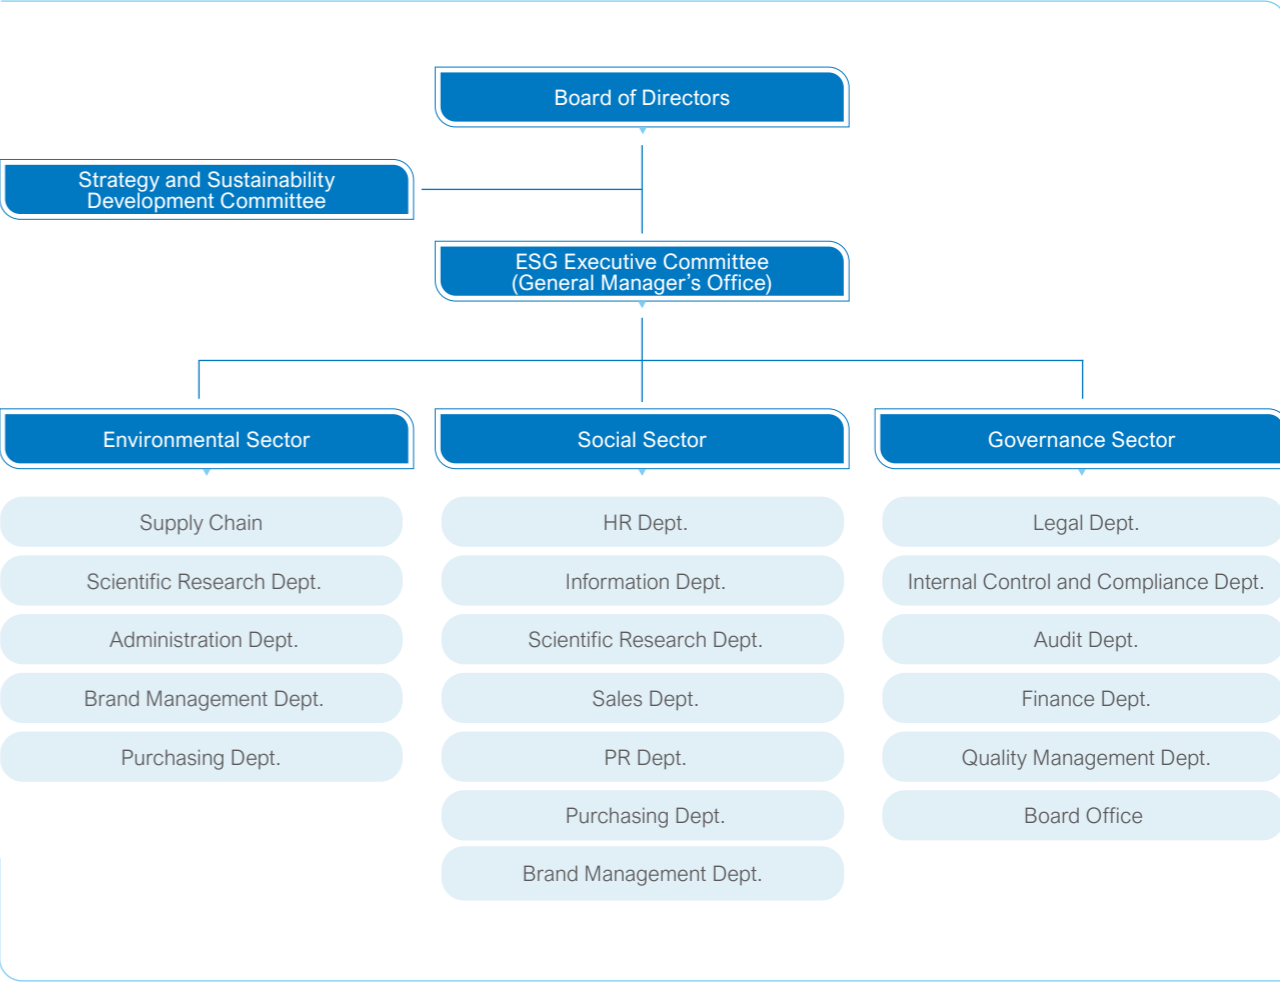 Board of Directors
Strategy and Sustainability
Development Committee
ESG Executive Committee
(General Manager’s Office)
Environmental Sector
Supply Chain
Scientific Research Dept.
Administration Dept.
Brand Management Dept.
Purchasing Dept.
Social Sector
HR Dept.
Information Dept.
Scientific Research Dept.
Sales Dept.
PR Dept.
Purchasing Dept.
Brand Management Dept.
Governance Sector
Legal Dept.
Internal Control and Compliance Dept.
Audit Dept.
Finance Dept.
Quality Management Dept.
Board Office